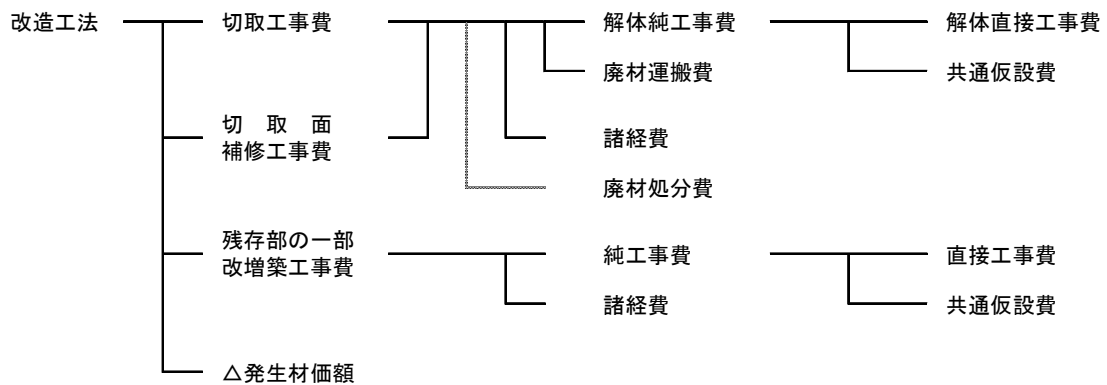 改造工法 切取工事費 解体純工事費 解体直接工事費
廃材運搬費 共通仮設費
切　取　面
補修工事費
諸経費
廃材処分費
残存部の一部
改増築工事費
純工事費 直接工事費
諸経費 共通仮設費
△発生材価額